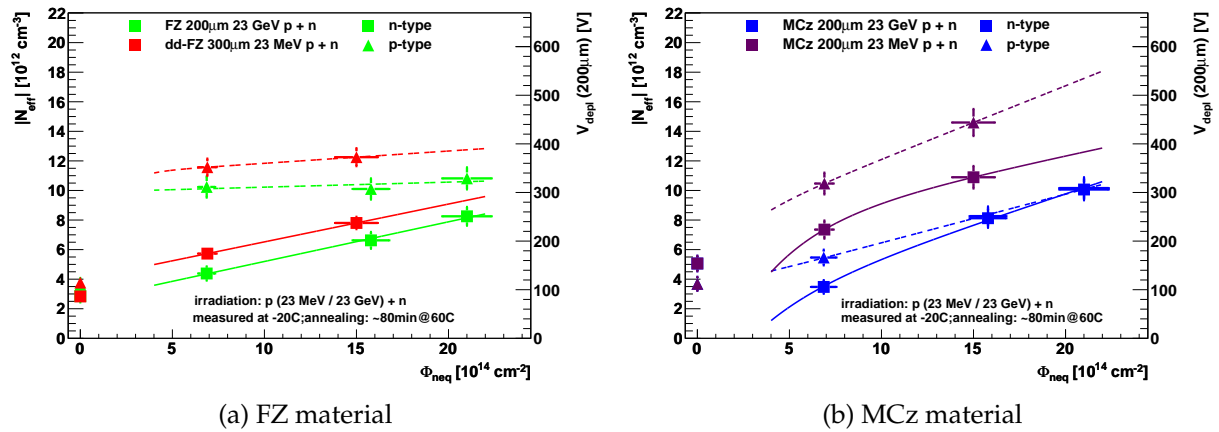 FZ 200μm 23 GeV p + n
n-type
dd-FZ 300μm 23 MeV p + n
p-type
|N_eff| [10^12 cm^-3]
22
20
18
16
14
12
10
8
6
4
2
0
V_depl (200μm) [V]
600
500
400
300
200
100
0
irradiation: p (23 MeV / 23 GeV) + n
measured at -20C;annealing: ~80min@60C
0 5 10 15 20
Φ_neq [10^14 cm^-2]
(a) FZ material
MCz 200μm 23 GeV p + n
n-type
MCz 200μm 23 MeV p + n
p-type
|N_eff| [10^12 cm^-3]
22
20
18
16
14
12
10
8
6
4
2
0
V_depl (200μm) [V]
600
500
400
300
200
100
0
irradiation: p (23 MeV / 23 GeV) + n
measured at -20C;annealing: ~80min@60C
0 5 10 15 20
Φ_neq [10^14 cm^-2]
(b) MCz material